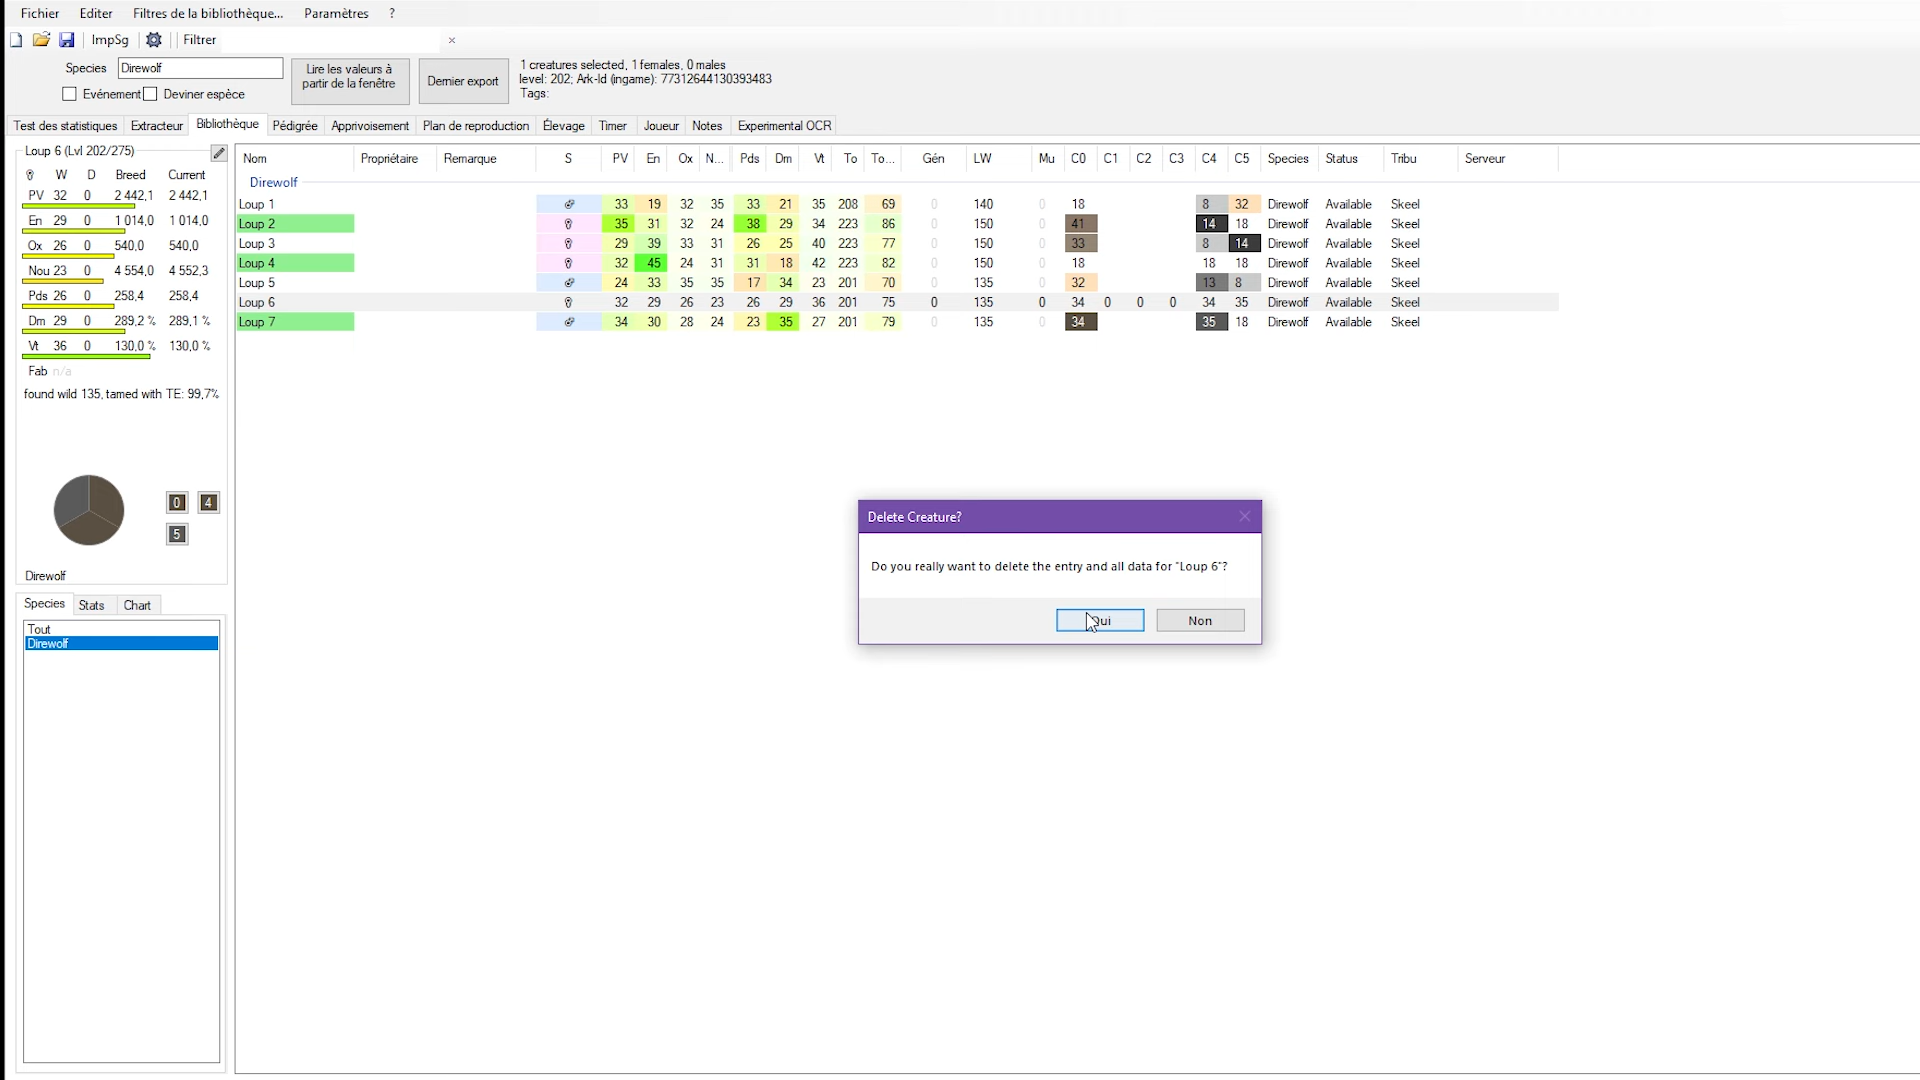 Fichier Editer Filtres de la bibliothèque... Paramètres ?
ImpSg Filtrer ×
Species Direwolf
Evénement Deviner espèce
Lire les valeurs à
partir de la fenêtre
Dernier export
1 creatures selected, 1 females, 0 males
level: 202; Ark-Id (ingame): 77312644130393483
Tags:
Test des statistiques Extracteur Bibliothèque Pédigrée Apprivoisement Plan de reproduction Élevage Timer Joueur Notes Experimental OCR
Loup 6 (Lvl 202/275)
W D Breed Current
PV 32 0 2 442,1 2 442,1
En 29 0 1 014,0 1 014,0
Ox 26 0 540,0 540,0
Nou 23 0 4 554,0 4 552,3
Pds 26 0 258,4 258,4
Dm 29 0 289,2 % 289,1 %
Vt 36 0 130,0 % 130,0 %
Fab n/a
found wild 135, tamed with TE: 99,7%
0 4
5
Direwolf
Species Stats Chart
Tout
Direwolf
Nom Propriétaire Remarque S PV En Ox N... Pds Dm Vt To To... Gén LW Mu C0 C1 C2 C3 C4 C5 Species Status Tribu Serveur
Direwolf
Loup 1 33 19 32 35 33 21 35 208 69 0 140 0 18 8 32 Direwolf Available Skeel
Loup 2 35 31 32 24 38 29 34 223 86 0 150 0 41 14 18 Direwolf Available Skeel
Loup 3 29 39 33 31 26 25 40 223 77 0 150 0 33 8 14 Direwolf Available Skeel
Loup 4 32 45 24 31 31 18 42 223 82 0 150 0 18 18 18 Direwolf Available Skeel
Loup 5 24 33 35 35 17 34 23 201 70 0 135 0 32 13 8 Direwolf Available Skeel
Loup 6 32 29 26 23 26 29 36 201 75 0 135 0 34 0 0 0 34 35 Direwolf Available Skeel
Loup 7 34 30 28 24 23 35 27 201 79 0 135 0 34 35 18 Direwolf Available Skeel
Delete Creature?
Do you really want to delete the entry and all data for "Loup 6"?
Oui Non